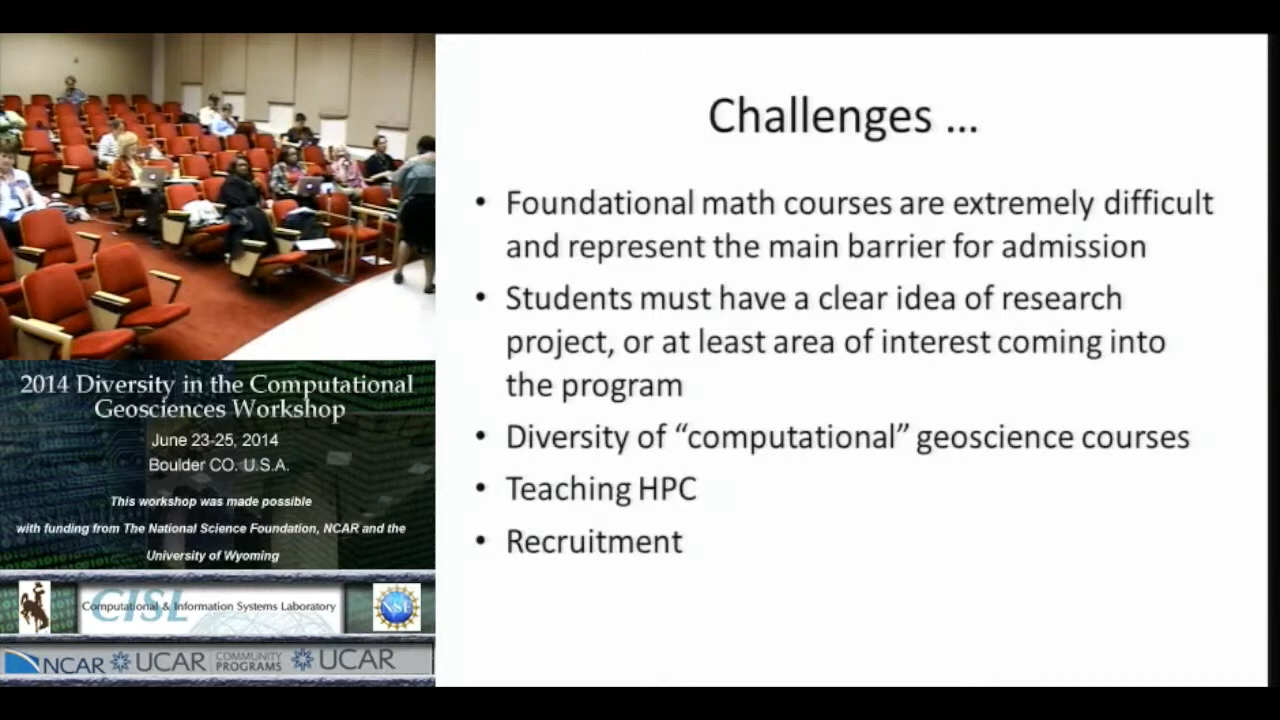 Challenges ...
• Foundational math courses are extremely difficult
and represent the main barrier for admission
• Students must have a clear idea of research
project, or at least area of interest coming into
the program
• Diversity of “computational” geoscience courses
• Teaching HPC
• Recruitment
2014 Diversity in the Computational
Geosciences Workshop
June 23-25, 2014
Boulder CO. U.S.A.
This workshop was made possible
with funding from The National Science Foundation, NCAR and the
University of Wyoming
CISL
Computational & Information Systems Laboratory
NSF
NCAR UCAR COMMUNITY PROGRAMS UCAR